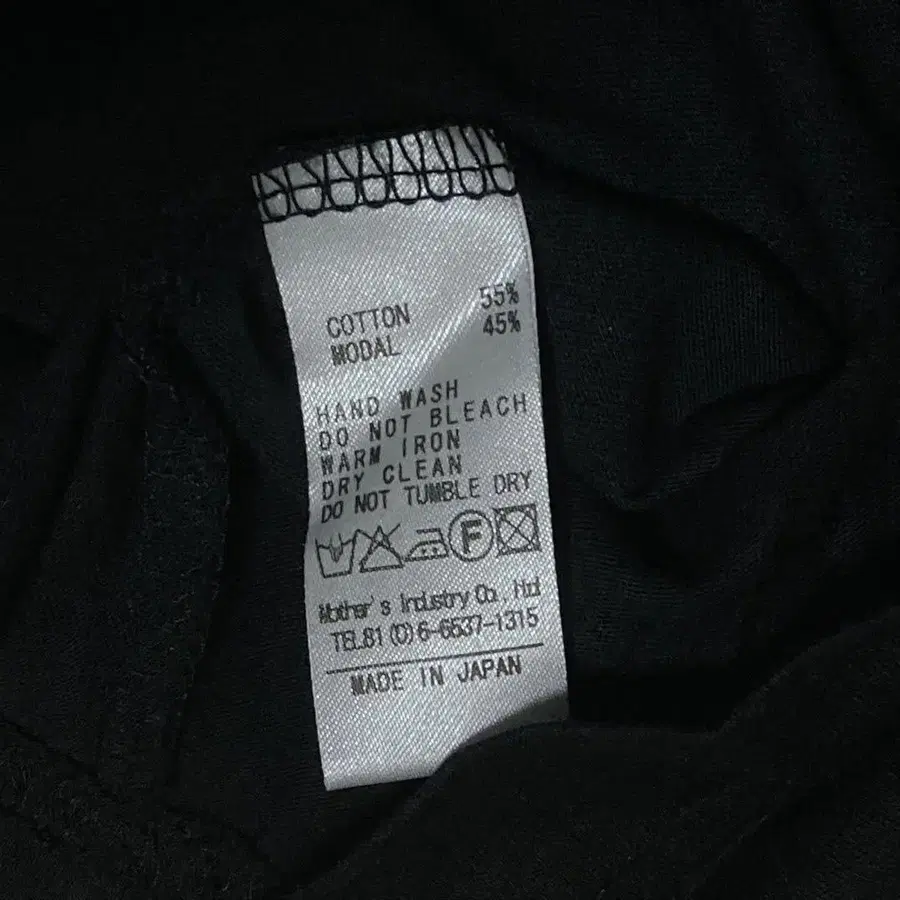 COTTON 55%
MODAL 45%
HAND WASH
DO NOT BLEACH
WARM IRON
DRY CLEAN
DO NOT TUMBLE DRY
F
Mother's Industry Co., Ltd
TEL.81 (0) 6-6537-1315
MADE IN JAPAN